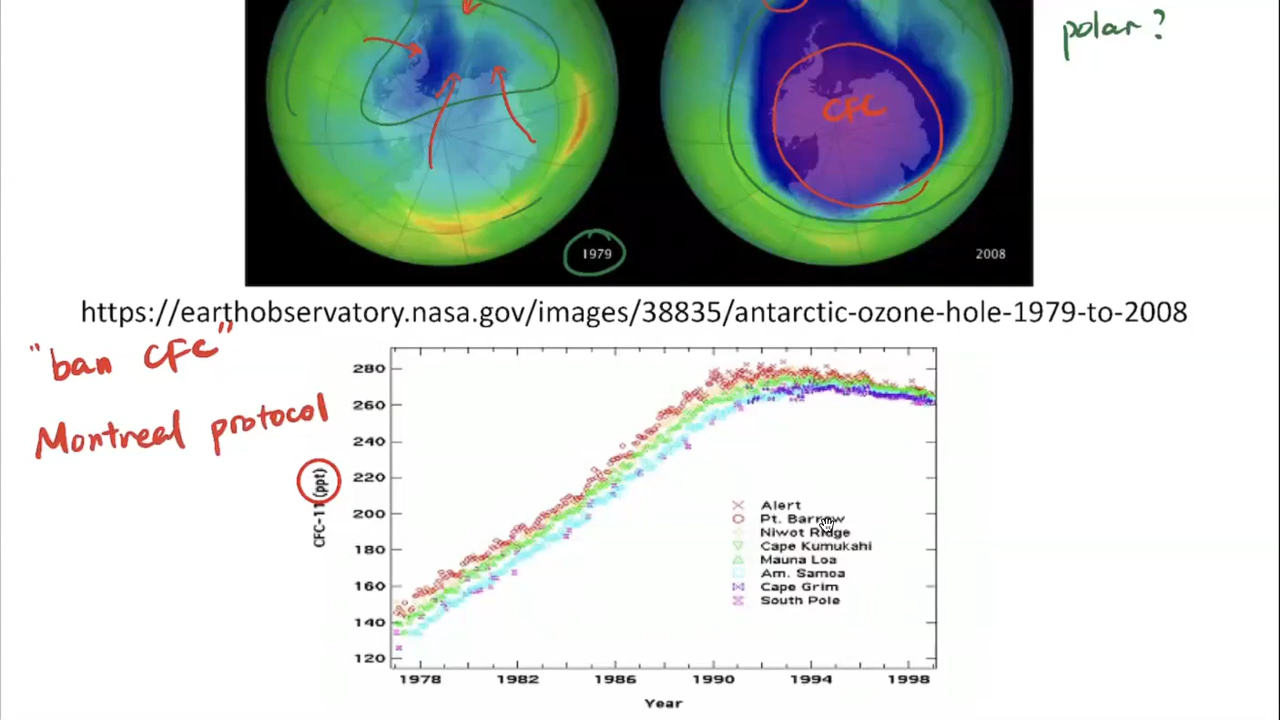 polar?
CFC
1979
2008
https://earthobservatory.nasa.gov/images/38835/antarctic-ozone-hole-1979-to-2008
"ban CFC"
Montreal protocol
CFC-11 (ppt)
280
260
240
220
200
180
160
140
120
Alert
Pt. Barrow
Niwot Ridge
Cape Kumukahi
Mauna Loa
Am. Samoa
Cape Grim
South Pole
1978 1982 1986 1990 1994 1998
Year